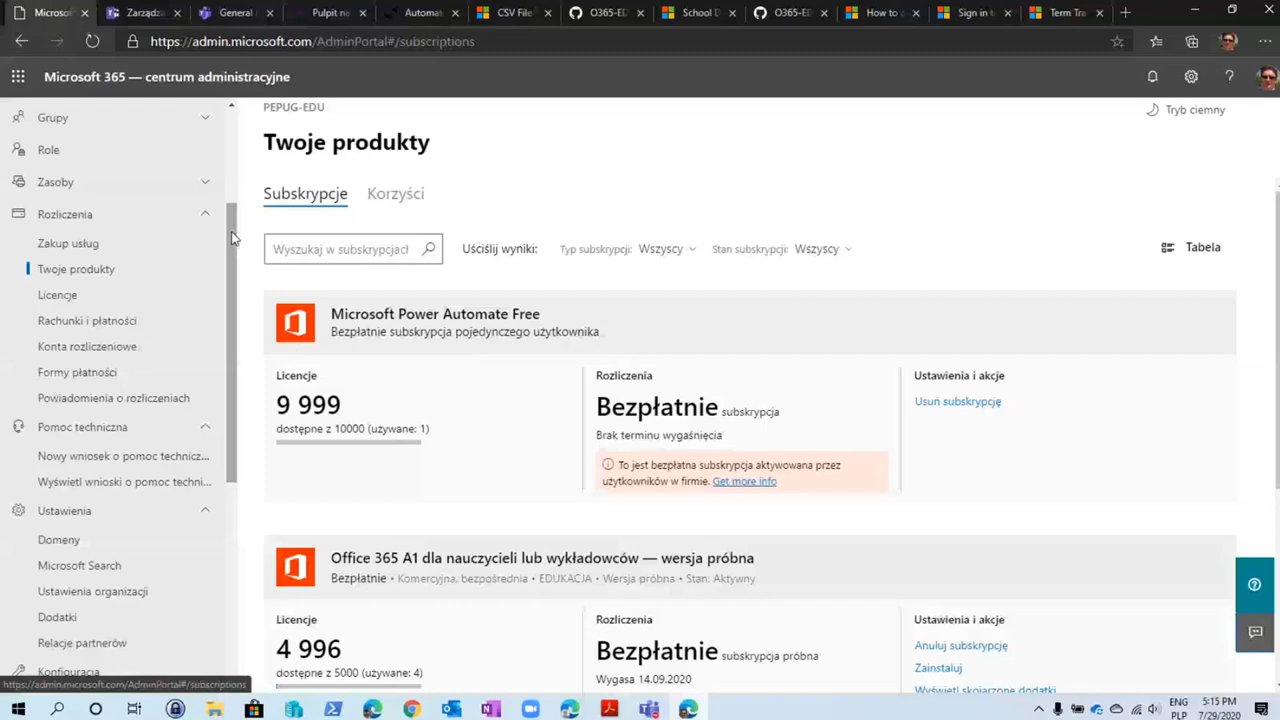 Microsoft
Zarządz
General
Pulpit ne
Automat
CSV File
O365-ED
School D
O365-ED
How to c
Sign in t
Term Tra
https://admin.microsoft.com/AdminPortal#/subscriptions
Microsoft 365 — centrum administracyjne
Grupy
Role
Zasoby
Rozliczenia
Zakup usług
Twoje produkty
Licencje
Rachunki i płatności
Konta rozliczeniowe
Formy płatności
Powiadomienia o rozliczeniach
Pomoc techniczna
Nowy wniosek o pomoc technicz...
Wyświetl wnioski o pomoc techni...
Ustawienia
Domeny
Microsoft Search
Ustawienia organizacji
Dodatki
Relacje partnerów
Konfiguracja
https://admin.microsoft.com/AdminPortal#/subscriptions
PEPUG-EDU
Tryb ciemny
Twoje produkty
Subskrypcje Korzyści
Wyszukaj w subskrypcjach Uściślij wyniki: Typ subskrypcji: Wszyscy Stan subskrypcji: Wszyscy Tabela
Microsoft Power Automate Free
Bezpłatnie subskrypcja pojedynczego użytkownika
Licencje
9 999
dostępne z 10000 (używane: 1)
Rozliczenia
Bezpłatnie subskrypcja
Brak terminu wygaśnięcia
To jest bezpłatna subskrypcja aktywowana przez
użytkowników w firmie. Get more info
Ustawienia i akcje
Usuń subskrypcję
Office 365 A1 dla nauczycieli lub wykładowców — wersja próbna
Bezpłatnie • Komercyjna, bezpośrednia • EDUKACJA • Wersja próbna • Stan: Aktywny
Licencje
4 996
dostępne z 5000 (używane: 4)
Rozliczenia
Bezpłatnie subskrypcja próbna
Wygasa 14.09.2020
Ustawienia i akcje
Anuluj subskrypcję
Zainstaluj
Wyświetl skojarzone dodatki
ENG
PLP
5:15 PM
7/29/2020